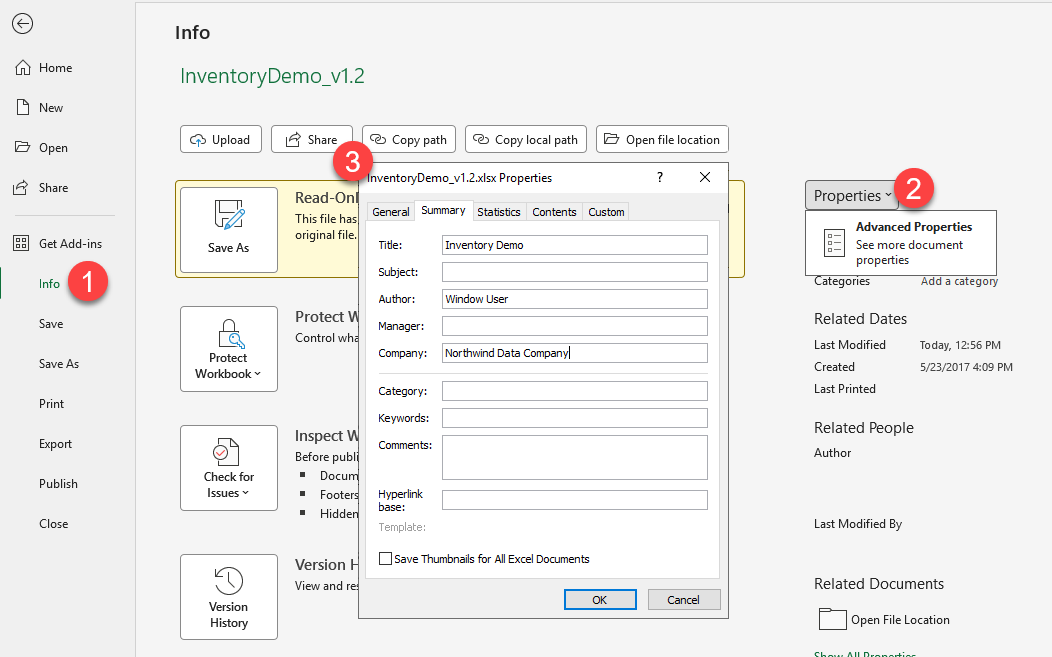 Info
InventoryDemo_v1.2
Home
New
Open
Share
Get Add-ins
Info
1
Save
Save As
Print
Export
Publish
Close
Upload
Share
Copy path
Copy local path
Open file location
Save As
Read-Onl
This file has
original file.
Protect
Workbook
Protect W
Control wha
Check for
Issues
Inspect W
Before publi
Docum
Footers
Hidden
Version
History
Version H
View and res
3
InventoryDemo_v1.2.xlsx Properties
?
General
Summary
Statistics
Contents
Custom
Title: Inventory Demo
Subject:
Author: Window User
Manager:
Company: Northwind Data Company
Category:
Keywords:
Comments:
Hyperlink
base:
Template:
Save Thumbnails for All Excel Documents
OK
Cancel
Properties
2
Advanced Properties
See more document
properties
Categories Add a category
Related Dates
Last Modified Today, 12:56 PM
Created 5/23/2017 4:09 PM
Last Printed
Related People
Author
Last Modified By
Related Documents
Open File Location
Show All Properties